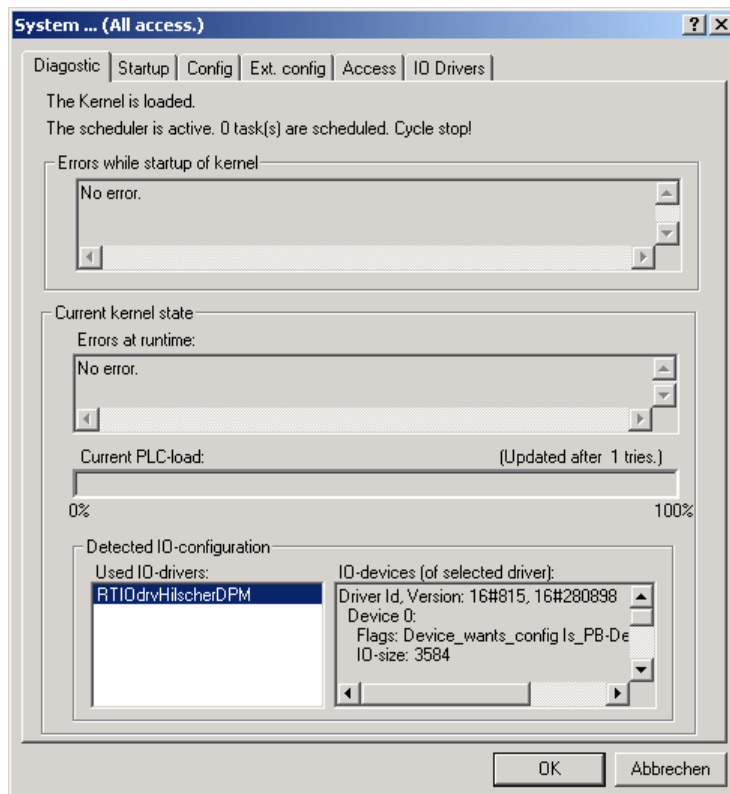 System ... (All access.)
Diagostic Startup Config Ext. config Access IO Drivers
The Kernel is loaded.
The scheduler is active. 0 task(s) are scheduled. Cycle stop!
Errors while startup of kernel
No error.
Current kernel state
Errors at runtime:
No error.
Current PLC-load: (Updated after 1 tries.)
0% 100%
Detected IO-configuration
Used IO-drivers: IO-devices (of selected driver):
RTIOdrvHilscherDPM Driver Id, Version: 16#815, 16#280898
Device 0:
Flags: Device_wants_config Is_PB-De
IO-size: 3584
OK Abbrechen